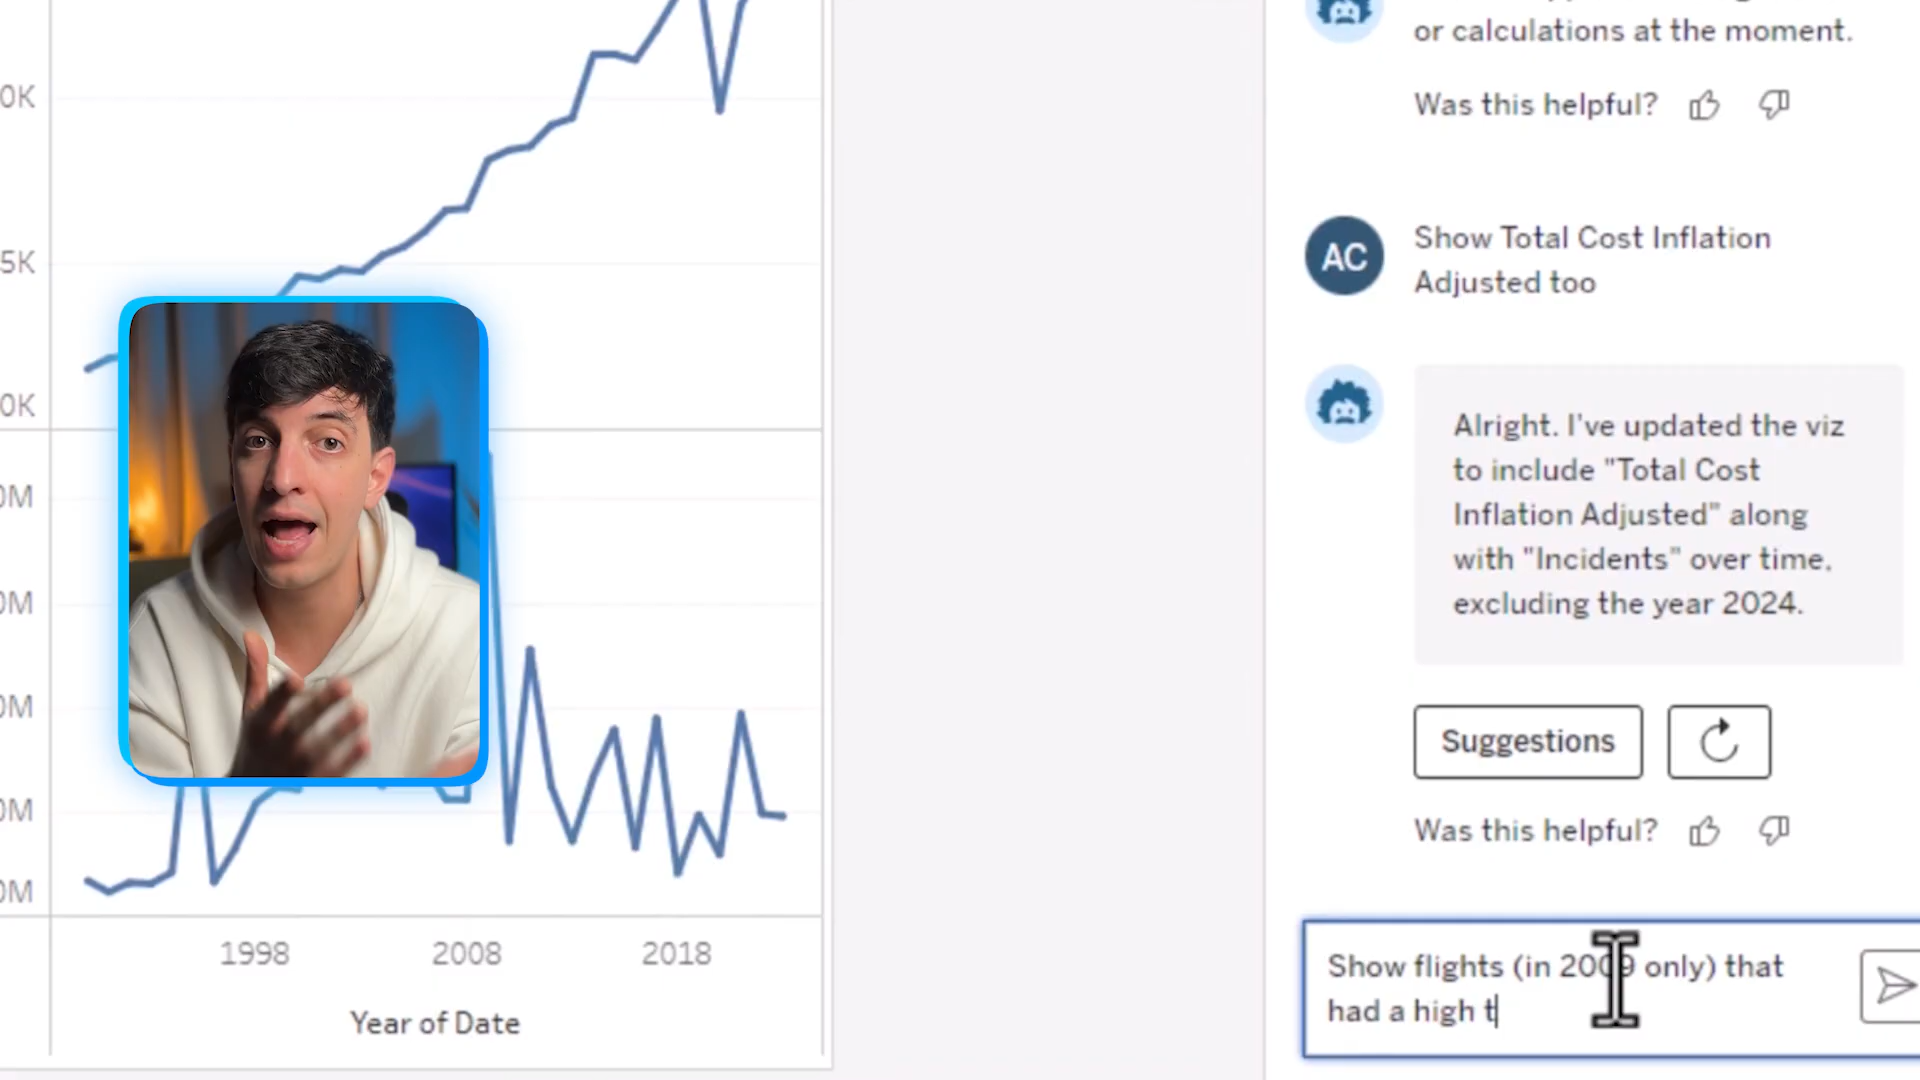 or calculations at the moment.
Was this helpful?
AC
Show Total Cost Inflation
Adjusted too
Alright. I've updated the viz
to include "Total Cost
Inflation Adjusted" along
with "Incidents" over time,
excluding the year 2024.
Suggestions
Was this helpful?
Show flights (in 2009 only) that
had a high t
0K
5K
0K
0M
0M
0M
0M
0M
1998
2008
2018
Year of Date